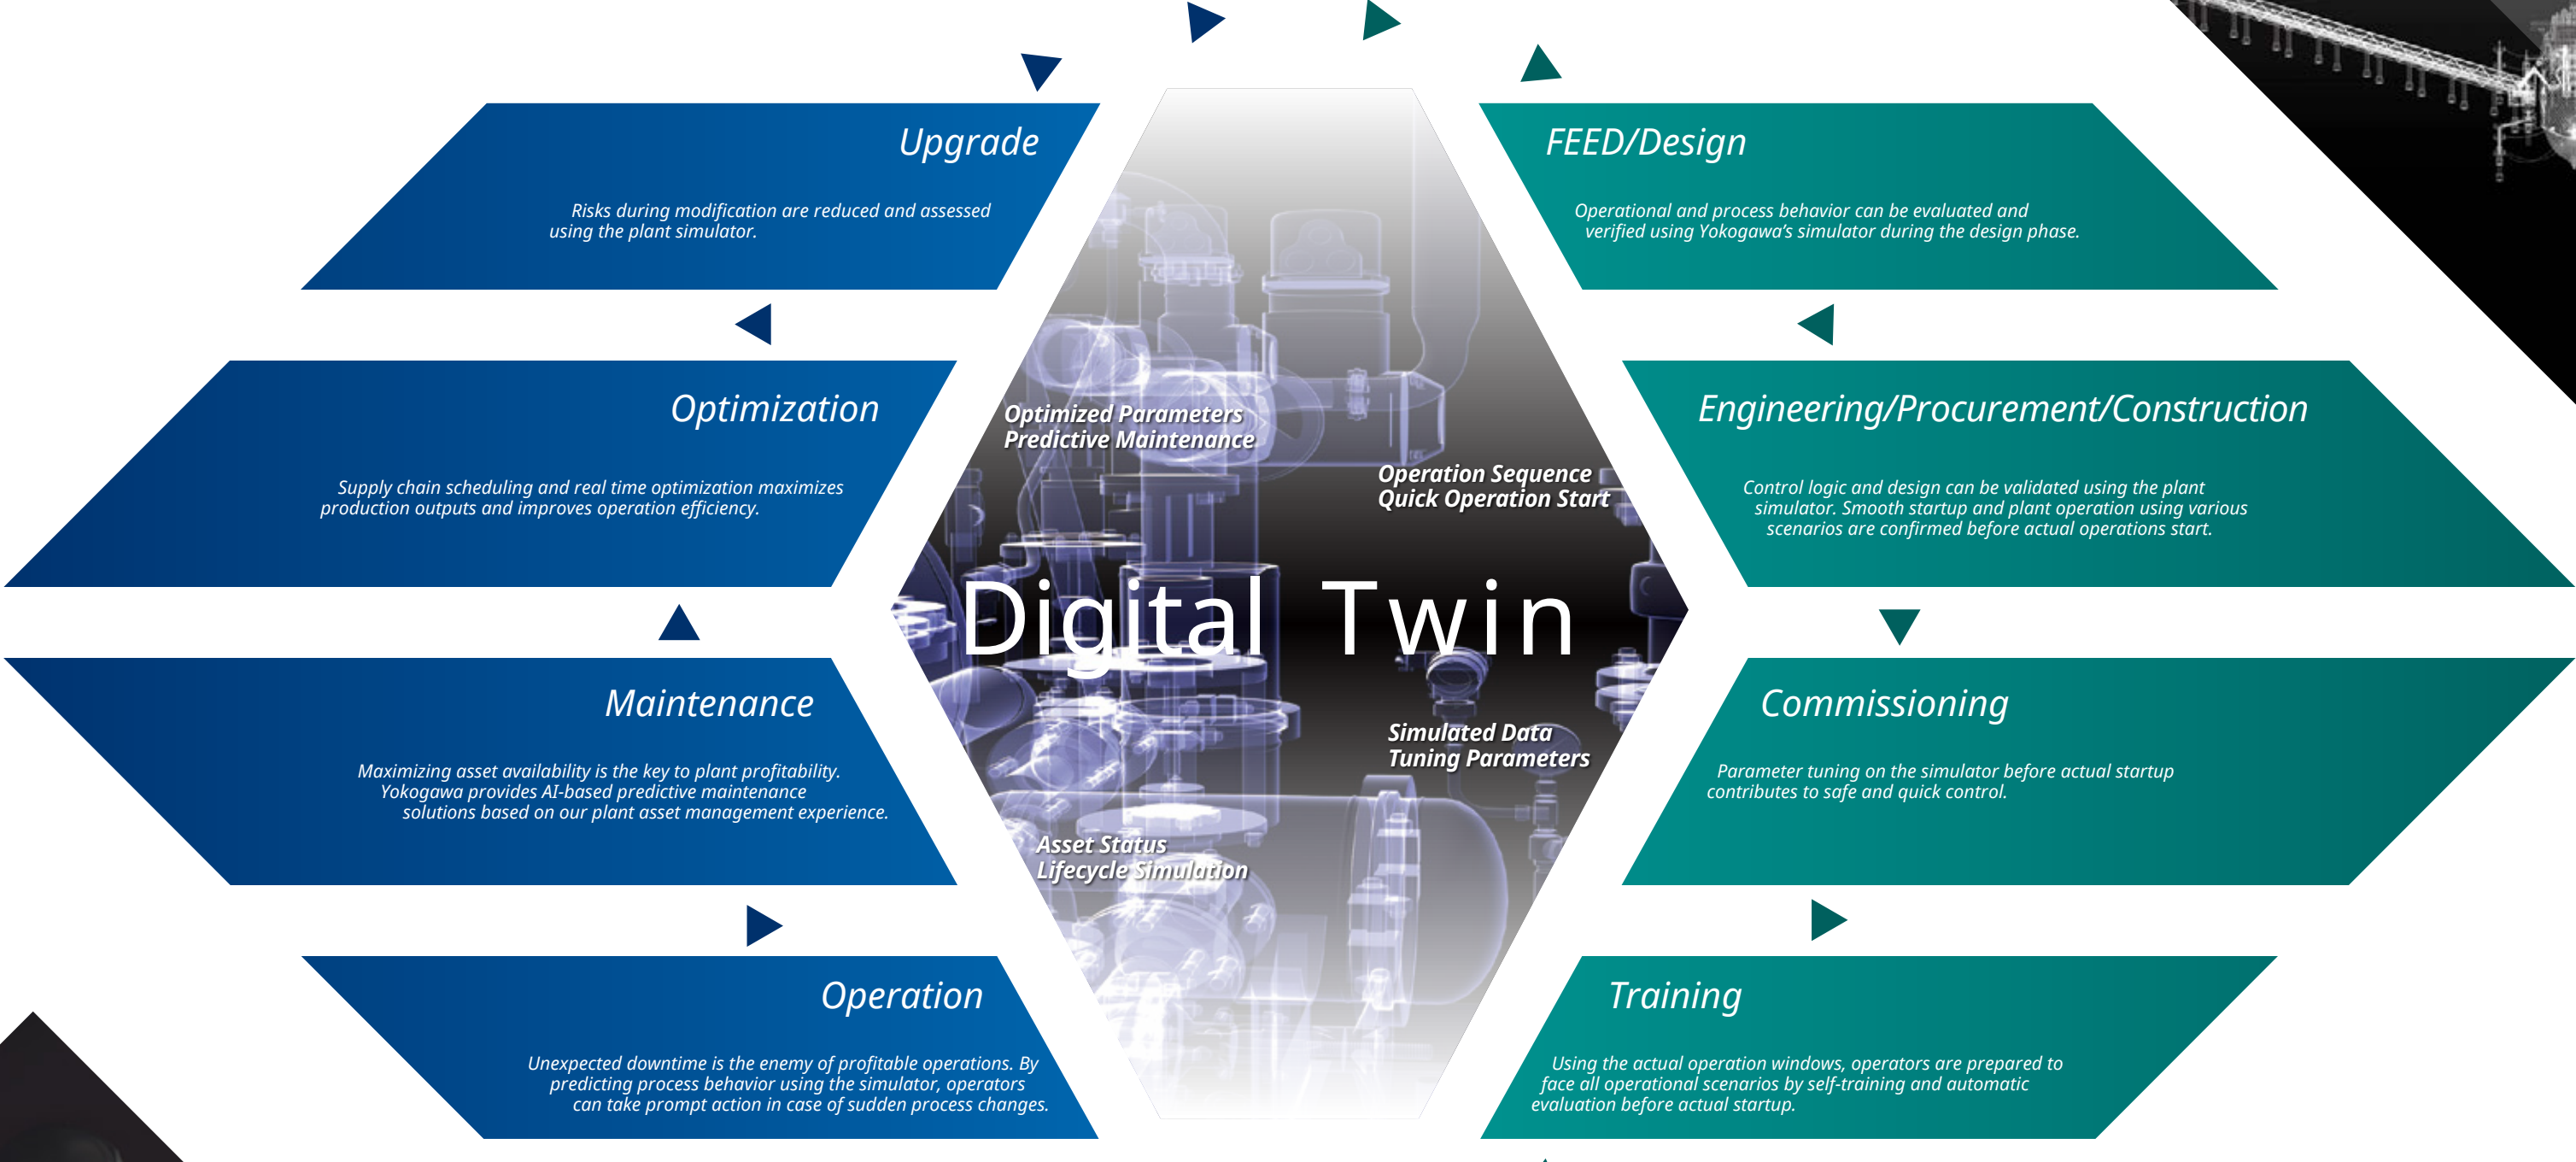 Upgrade
Risks during modification are reduced and assessed
using the plant simulator.
Optimization
Supply chain scheduling and real time optimization maximizes
production outputs and improves operation efficiency.
Maintenance
Maximizing asset availability is the key to plant profitability.
Yokogawa provides AI-based predictive maintenance
solutions based on our plant asset management experience.
Operation
Unexpected downtime is the enemy of profitable operations. By
predicting process behavior using the simulator, operators
can take prompt action in case of sudden process changes.
Optimized Parameters
Predictive Maintenance
Operation Sequence
Quick Operation Start
Digital Twin
Simulated Data
Tuning Parameters
Asset Status
Lifecycle Simulation
FEED/Design
Operational and process behavior can be evaluated and
verified using Yokogawa’s simulator during the design phase.
Engineering/Procurement/Construction
Control logic and design can be validated using the plant
simulator. Smooth startup and plant operation using various
scenarios are confirmed before actual operations start.
Commissioning
Parameter tuning on the simulator before actual startup
contributes to safe and quick control.
Training
Using the actual operation windows, operators are prepared to
face all operational scenarios by self-training and automatic
evaluation before actual startup.